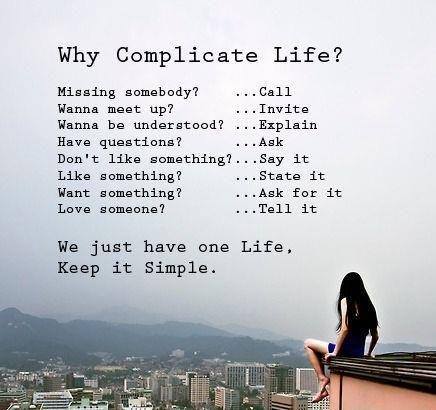 Why Complicate Life?
Missing somebody? ...Call
Wanna meet up? ...Invite
Wanna be understood? ...Explain
Have questions? ...Ask
Don't like something? ...Say it
Like something? ...State it
Want something? ...Ask for it
Love someone? ...Tell it
We just have one Life,
Keep it Simple.